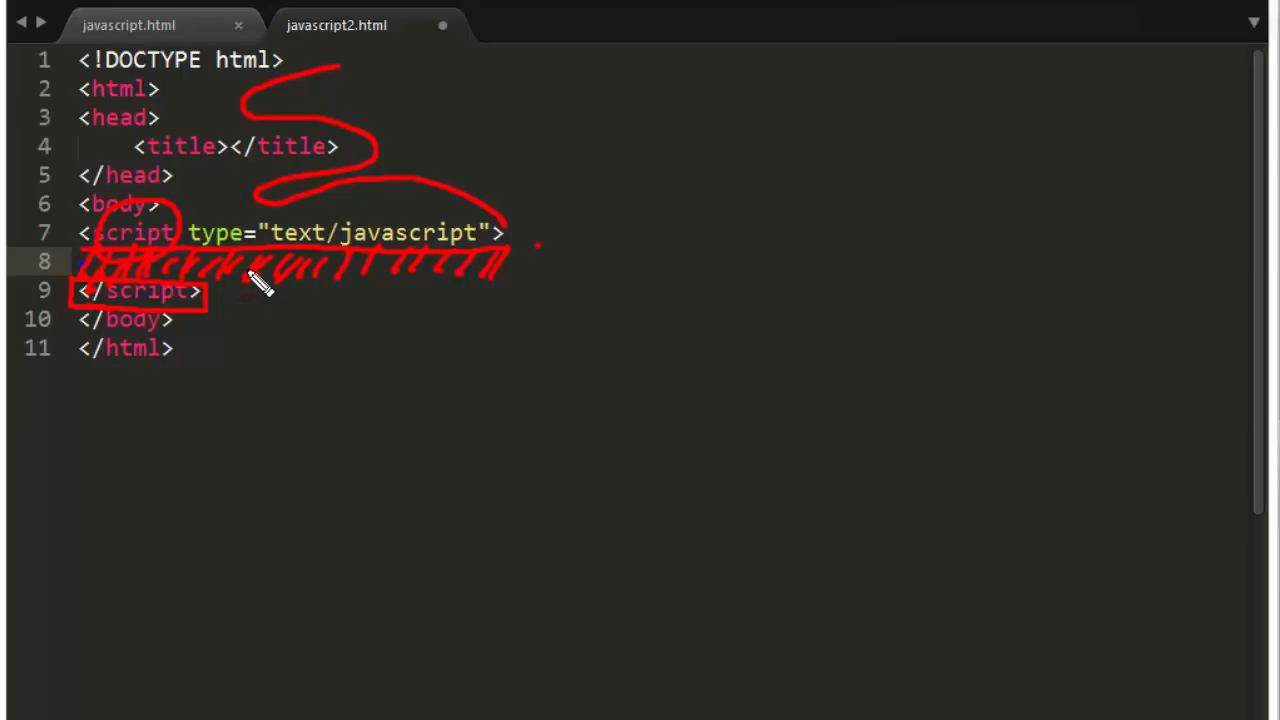 javascript.html × javascript2.html
1 <!DOCTYPE html>
2 <html>
3 <head>
4 <title></title>
5 </head>
6 <body>
7 <script type="text/javascript">
8
9 </script>
10 </body>
11 </html>